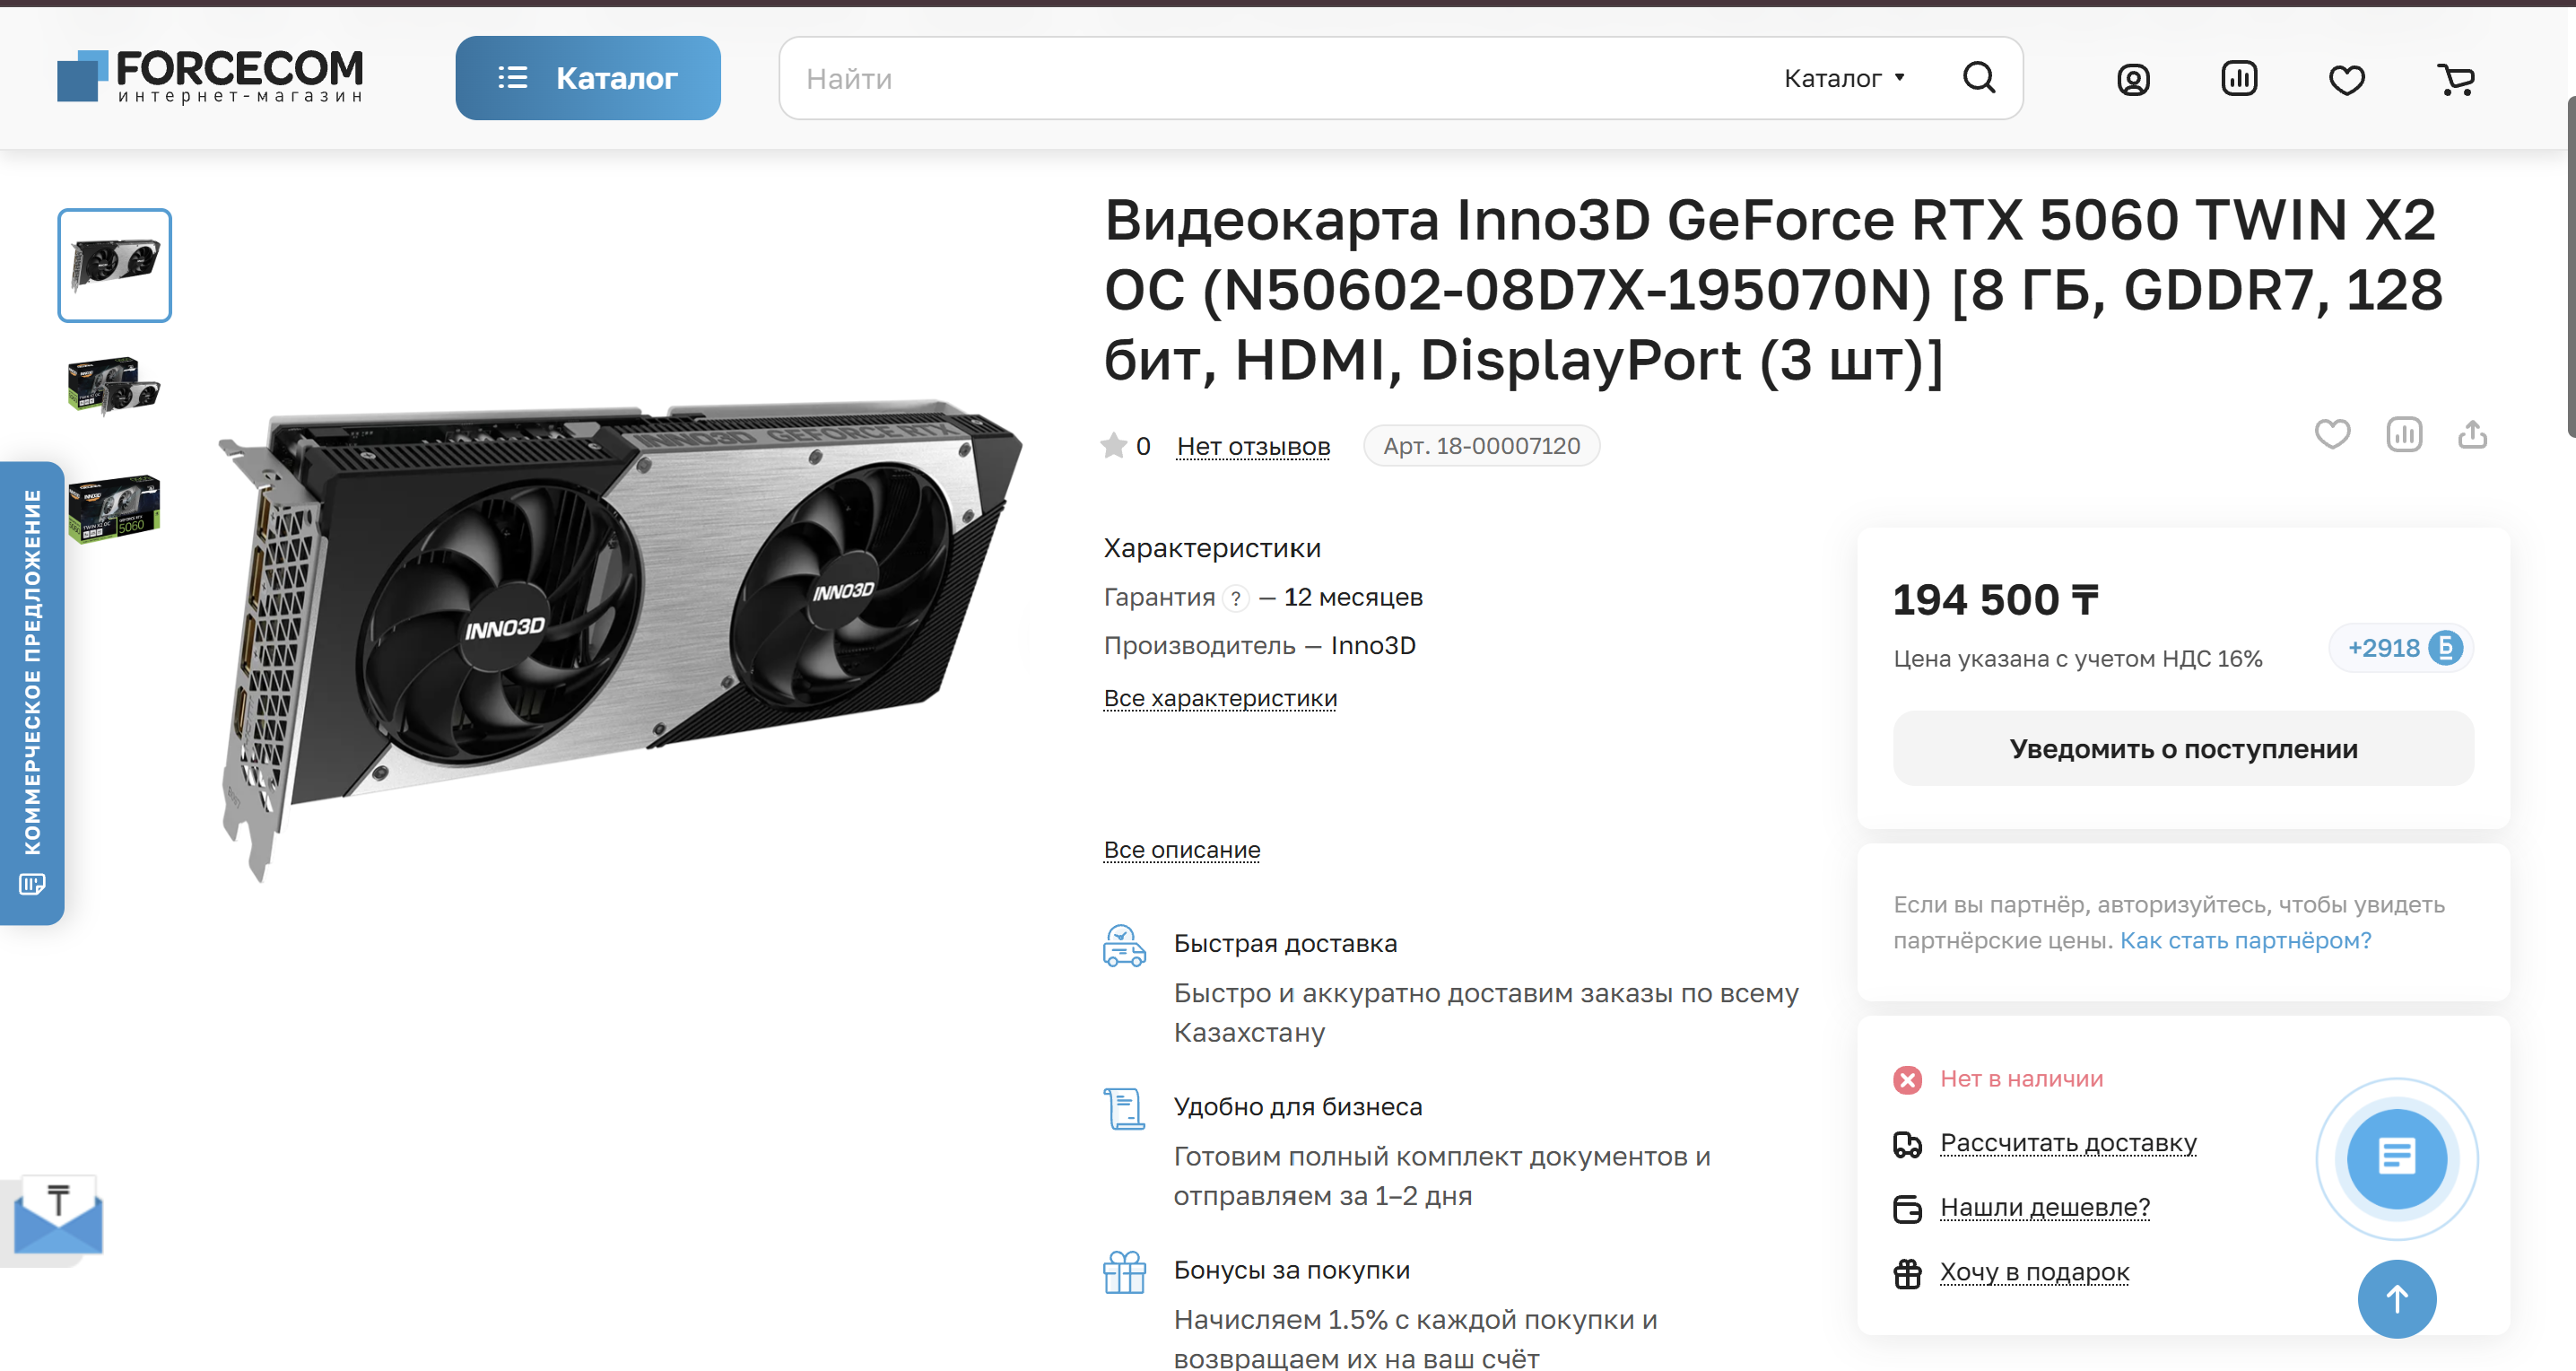 FORCECOM
интернет-магазин
Каталог
Найти
Каталог
Видеокарта Inno3D GeForce RTX 5060 TWIN X2
OC (N50602-08D7X-195070N) [8 ГБ, GDDR7, 128
бит, HDMI, DisplayPort (3 шт)]
0
Нет отзывов
Арт. 18-00007120
INNO3D GEFORCE RTX
INNO3D
INNO3D
5060
КОММЕРЧЕСКОЕ ПРЕДЛОЖЕНИЕ
Характеристики
Гарантия ? — 12 месяцев
Производитель — Inno3D
Все характеристики
Все описание
Быстрая доставка
Быстро и аккуратно доставим заказы по всему
Казахстану
Удобно для бизнеса
Готовим полный комплект документов и
отправляем за 1–2 дня
Бонусы за покупки
Начисляем 1.5% с каждой покупки и
возвращаем их на ваш счёт
194 500 ₸
Цена указана с учетом НДС 16%
+2918 Б
Уведомить о поступлении
Если вы партнёр, авторизуйтесь, чтобы увидеть
партнёрские цены. Как стать партнёром?
Нет в наличии
Рассчитать доставку
Нашли дешевле?
Хочу в подарок
₸